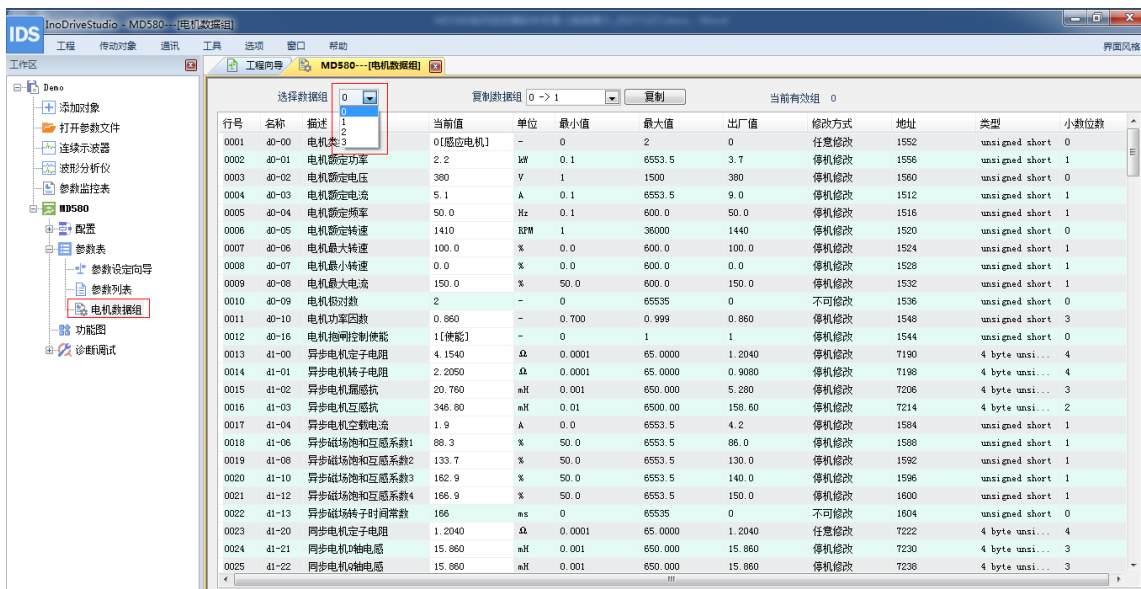 IDS
InoDriveStudio - MD580---[电机数据组]
工程 传动对象 通讯 工具 选项 窗口 帮助 界面风格
工作区
工程向导 MD580---[电机数据组]
Demo
添加对象
打开参数文件
连续示波器
波形分析仪
参数监控表
MD580
配置
参数表
参数设定向导
参数列表
电机数据组
功能图
诊断调试
选择数据组 0 复制数据组 0 -> 1 复制 当前有效组 0
0
1
2
3
行号 名称 描述 当前值 单位 最小值 最大值 出厂值 修改方式 地址 类型 小数位数
0001 d0-00 电机类 0[感应电机] - 0 2 0 任意修改 1552 unsigned short 0
0002 d0-01 电机额定功率 2.2 kW 0.1 6553.5 3.7 停机修改 1556 unsigned short 1
0003 d0-02 电机额定电压 380 V 1 1500 380 停机修改 1560 unsigned short 0
0004 d0-03 电机额定电流 5.1 A 0.1 6553.5 9.0 停机修改 1512 unsigned short 1
0005 d0-04 电机额定频率 50.0 Hz 0.1 600.0 50.0 停机修改 1516 unsigned short 1
0006 d0-05 电机额定转速 1410 RPM 1 36000 1440 停机修改 1520 unsigned short 0
0007 d0-06 电机最大转速 100.0 % 0.0 600.0 100.0 停机修改 1524 unsigned short 1
0008 d0-07 电机最小转速 0.0 % 0.0 600.0 0.0 停机修改 1528 unsigned short 1
0009 d0-08 电机最大电流 150.0 % 50.0 600.0 150.0 停机修改 1532 unsigned short 1
0010 d0-09 电机极对数 2 - 0 65535 0 不可修改 1536 unsigned short 0
0011 d0-10 电机功率因数 0.860 - 0.700 0.999 0.860 停机修改 1548 unsigned short 3
0012 d0-16 电机抱闸控制使能 1[使能] - 0 1 1 停机修改 1544 unsigned short 0
0013 d1-00 异步电机定子电阻 4.1540 Ω 0.0001 65.0000 1.2040 停机修改 7190 4 byte unsi... 4
0014 d1-01 异步电机转子电阻 2.2050 Ω 0.0001 65.0000 0.9080 停机修改 7198 4 byte unsi... 4
0015 d1-02 异步电机漏感抗 20.760 mH 0.001 650.000 5.280 停机修改 7206 4 byte unsi... 3
0016 d1-03 异步电机互感抗 346.80 mH 0.01 6500.00 158.60 停机修改 7214 4 byte unsi... 2
0017 d1-04 异步电机空载电流 1.9 A 0.0 6553.5 4.2 停机修改 1584 unsigned short 1
0018 d1-06 异步磁场饱和互感系数1 88.3 % 50.0 6553.5 86.0 停机修改 1588 unsigned short 1
0019 d1-08 异步磁场饱和互感系数2 133.7 % 50.0 6553.5 130.0 停机修改 1592 unsigned short 1
0020 d1-10 异步磁场饱和互感系数3 162.9 % 50.0 6553.5 140.0 停机修改 1596 unsigned short 1
0021 d1-12 异步磁场饱和互感系数4 166.9 % 50.0 6553.5 150.0 停机修改 1600 unsigned short 1
0022 d1-13 异步磁场转子时间常数 166 ms 0 65535 0 不可修改 1604 unsigned short 0
0023 d1-20 同步电机定子电阻 1.2040 Ω 0.0001 65.0000 1.2040 任意修改 7222 4 byte unsi... 4
0024 d1-21 同步电机D轴电感 15.860 mH 0.001 650.000 15.860 停机修改 7230 4 byte unsi... 3
0025 d1-22 同步电机Q轴电感 15.860 mH 0.001 650.000 15.860 停机修改 7238 4 byte unsi... 3